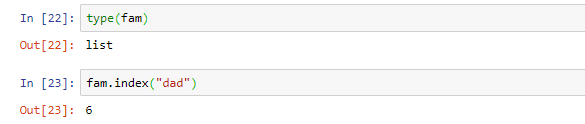 In [22]: type(fam)
Out[22]: list
In [23]: fam.index("dad")
Out[23]: 6